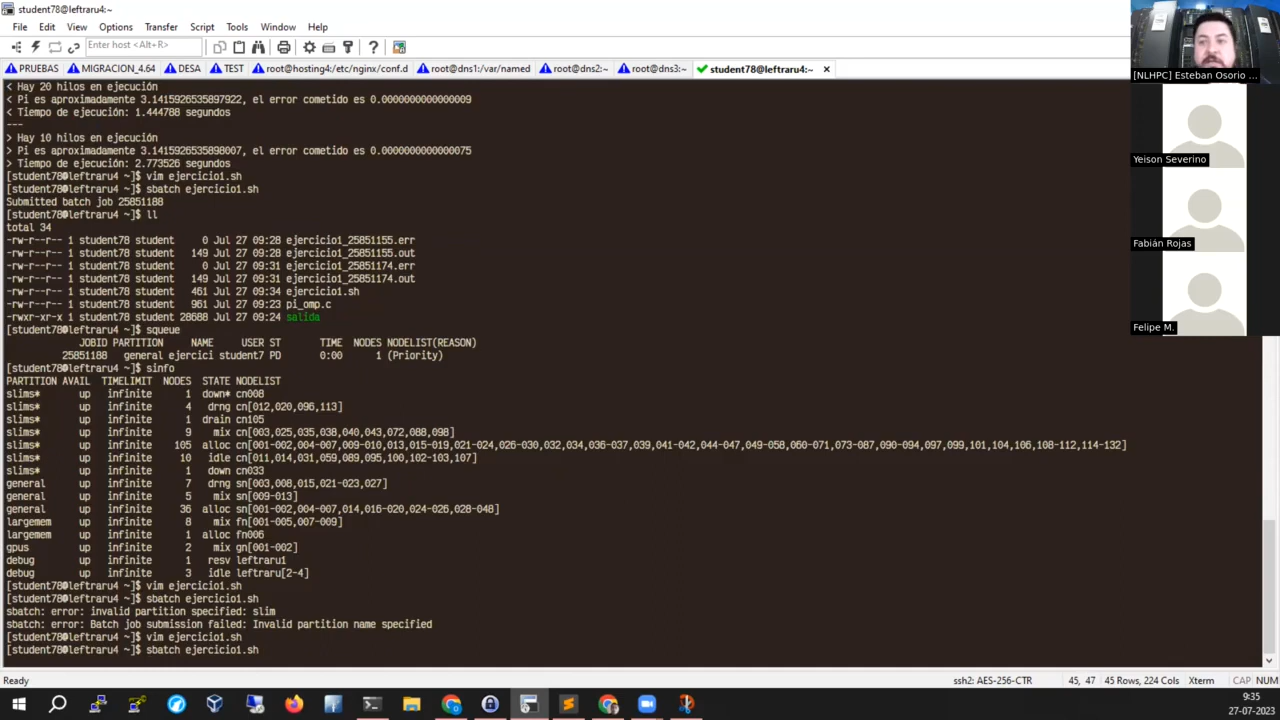 student78@leftraru4:~
File Edit View Options Transfer Script Tools Window Help
Enter host <Alt+R>
PRUEBAS MIGRACION_4.64 DESA TEST root@hosting4:/etc/nginx/conf.d root@dns1:/var/named root@dns2:~ root@dns3:~ student78@leftraru4:~
< Hay 20 hilos en ejecución
< Pi es aproximadamente 3.1415926535897922, el error cometido es 0.0000000000000009
< Tiempo de ejecución: 1.444788 segundos
---
> Hay 10 hilos en ejecución
> Pi es aproximadamente 3.1415926535898007, el error cometido es 0.0000000000000075
> Tiempo de ejecución: 2.773526 segundos
[student78@leftraru4 ~]$ vim ejercicio1.sh
[student78@leftraru4 ~]$ sbatch ejercicio1.sh
Submitted batch job 25851188
[student78@leftraru4 ~]$ ll
total 34
-rw-r--r-- 1 student78 student 0 Jul 27 09:28 ejercicio1_25851155.err
-rw-r--r-- 1 student78 student 149 Jul 27 09:28 ejercicio1_25851155.out
-rw-r--r-- 1 student78 student 0 Jul 27 09:31 ejercicio1_25851174.err
-rw-r--r-- 1 student78 student 149 Jul 27 09:31 ejercicio1_25851174.out
-rw-r--r-- 1 student78 student 461 Jul 27 09:34 ejercicio1.sh
-rw-r--r-- 1 student78 student 961 Jul 27 09:23 pi_omp.c
-rwxr-xr-x 1 student78 student 28688 Jul 27 09:24 salida
[student78@leftraru4 ~]$ squeue
JOBID PARTITION NAME USER ST TIME NODES NODELIST(REASON)
25851188 general ejercici student7 PD 0:00 1 (Priority)
[student78@leftraru4 ~]$ sinfo
PARTITION AVAIL TIMELIMIT NODES STATE NODELIST
slims* up infinite 1 down* cn008
slims* up infinite 4 drng cn[012,020,096,113]
slims* up infinite 1 drain cn105
slims* up infinite 9 mix cn[003,025,035,038,040,043,072,088,098]
slims* up infinite 105 alloc cn[001-002,004-007,009-010,013,015-019,021-024,026-030,032,034,036-037,039,041-042,044-047,049-058,060-071,073-087,090-094,097,099,101,104,106,108-112,114-132]
slims* up infinite 10 idle cn[011,014,031,059,089,095,100,102-103,107]
slims* up infinite 1 down cn033
general up infinite 7 drng sn[003,008,015,021-023,027]
general up infinite 5 mix sn[009-013]
general up infinite 36 alloc sn[001-002,004-007,014,016-020,024-026,028-048]
largemem up infinite 8 mix fn[001-005,007-009]
largemem up infinite 1 alloc fn006
gpus up infinite 2 mix gn[001-002]
debug up infinite 1 resv leftraru1
debug up infinite 3 idle leftraru[2-4]
[student78@leftraru4 ~]$ vim ejercicio1.sh
[student78@leftraru4 ~]$ sbatch ejercicio1.sh
sbatch: error: invalid partition specified: slim
sbatch: error: Batch job submission failed: Invalid partition name specified
[student78@leftraru4 ~]$ vim ejercicio1.sh
[student78@leftraru4 ~]$ sbatch ejercicio1.sh
Ready ssh2: AES-256-CTR 45, 47 45 Rows, 224 Cols Xterm CAP NUM
[NLHPC] Esteban Osorio ...
Yeison Severino
Fabián Rojas
Felipe M.
9:35
27-07-2023